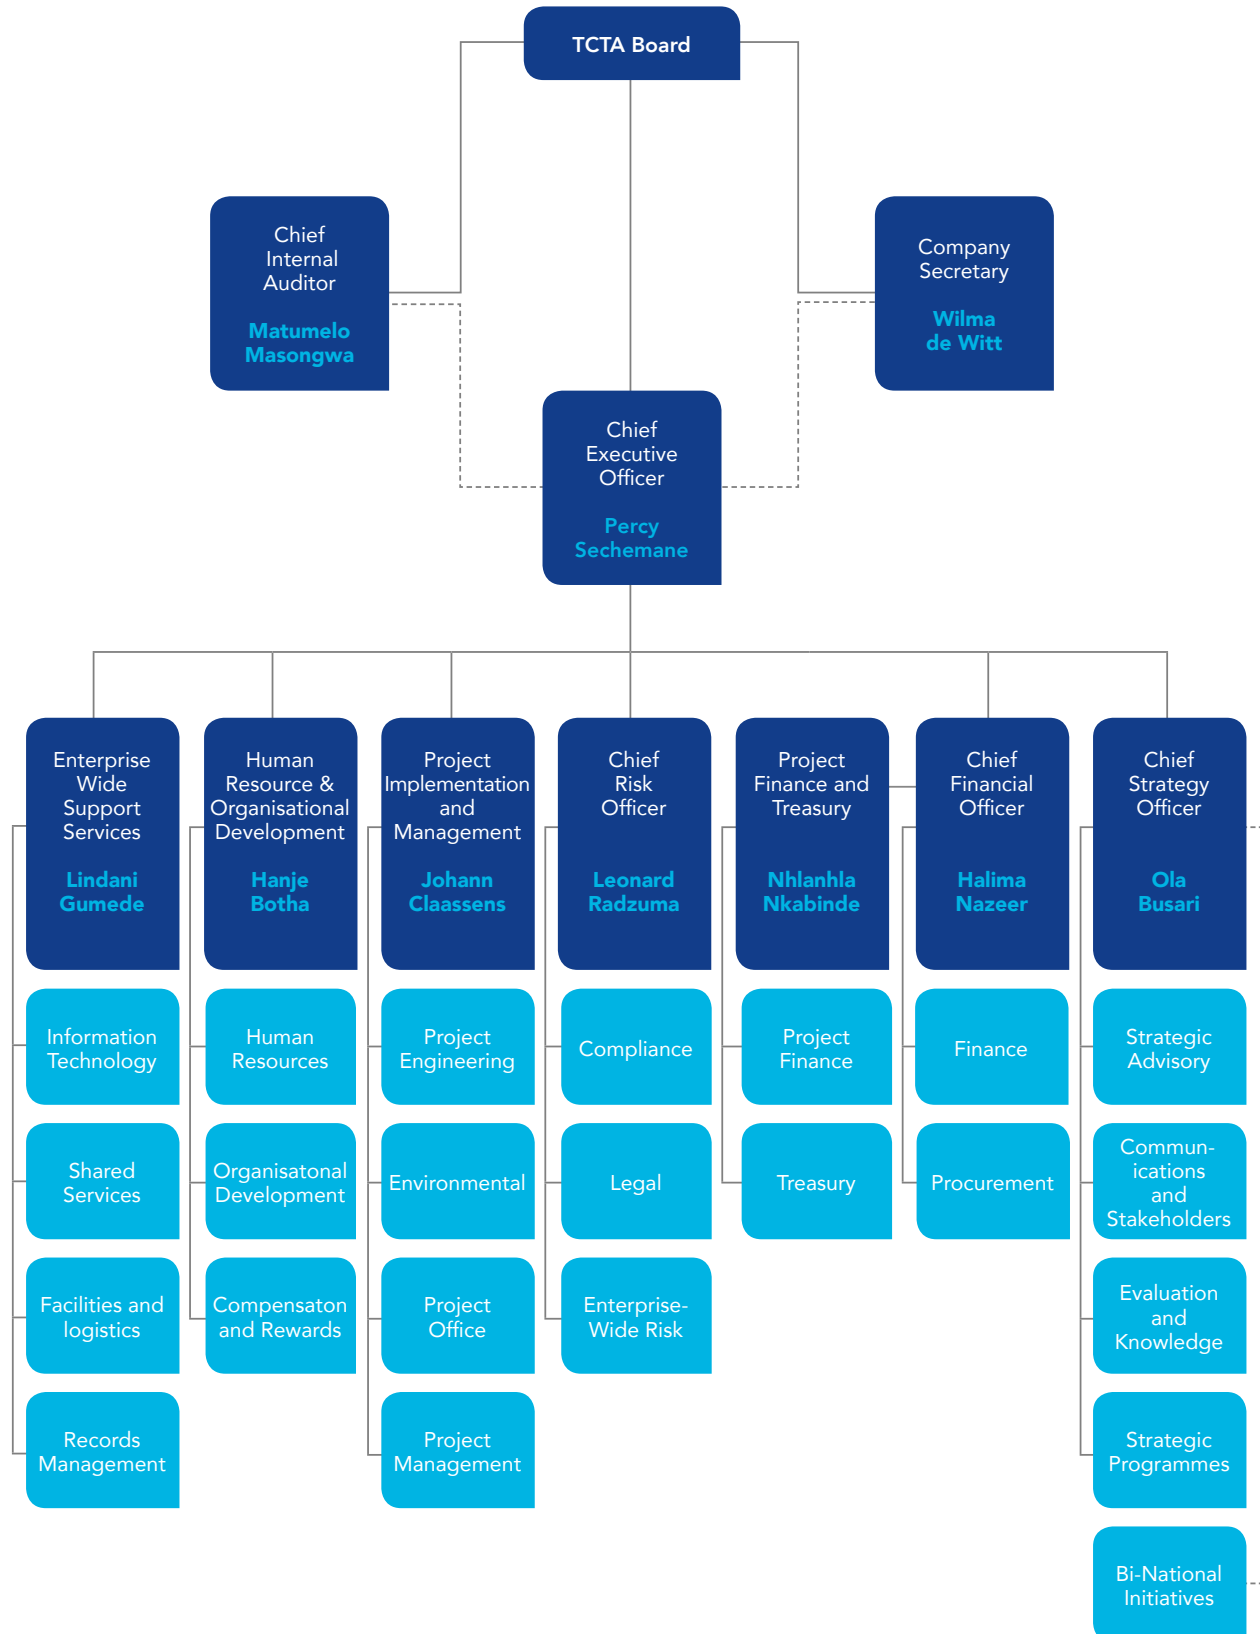 TCTA Board
Chief
Internal
Auditor
Matumelo
Masongwa
Company
Secretary
Wilma
de Witt
Chief
Executive
Officer
Percy
Sechemane
Enterprise
Wide
Support
Services
Lindani
Gumede
Human
Resource &
Organisational
Development
Hanje
Botha
Project
Implementation
and
Management
Johann
Claassens
Chief
Risk
Officer
Leonard
Radzuma
Project
Finance and
Treasury
Nhlanhla
Nkabinde
Chief
Financial
Officer
Halima
Nazeer
Chief
Strategy
Officer
Ola
Busari
Information
Technology
Shared
Services
Facilities and
logistics
Records
Management
Human
Resources
Organisatonal
Development
Compensaton
and Rewards
Project
Engineering
Environmental
Project
Office
Project
Management
Compliance
Legal
Enterprise-
Wide Risk
Project
Finance
Treasury
Finance
Procurement
Strategic
Advisory
Commun-
ications
and
Stakeholders
Evaluation
and
Knowledge
Strategic
Programmes
Bi-National
Initiatives